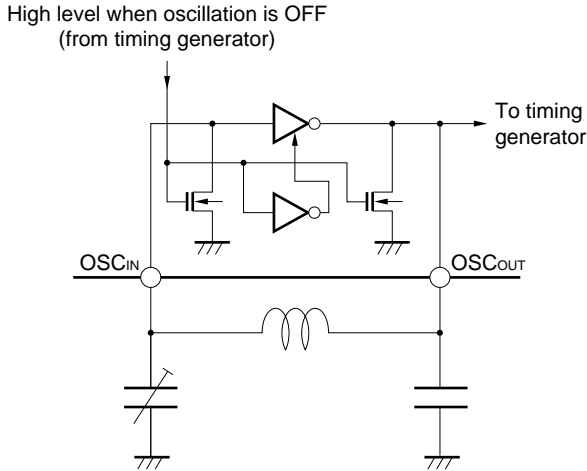 High level when oscillation is OFF
(from timing generator)
To timing
generator
OSCIN
OSCOUT